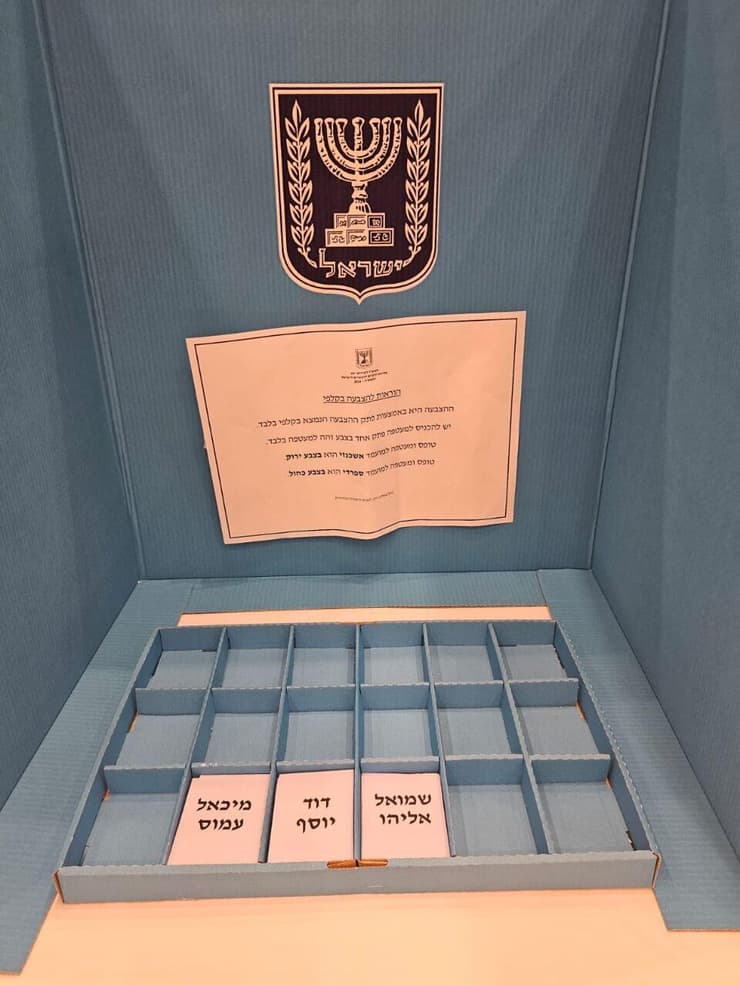 ישראל
הוראות להצבעה בקלפי
ההצבעה היא באמצעות פתק ההצבעה הנמצא בקלפי בלבד.
יש להכניס למעטפה פתק אחד בצבע זהה למעטפה בלבד.
טופס ומעטפה למועמד אשכנזי הוא בצבע ירוק
טופס ומעטפה למועמד ספרדי הוא בצבע כחול.
מיכאל
עמוס
דוד
יוסף
שמואל
אליהו